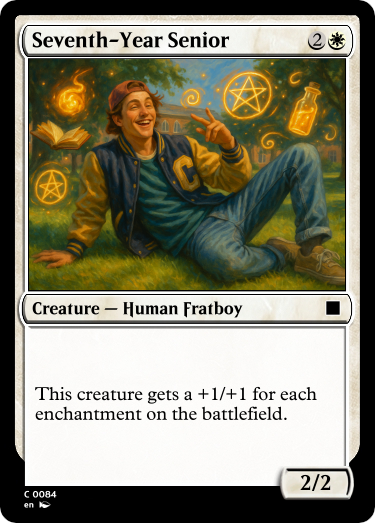 Seventh-Year Senior 2
C
Creature — Human Fratboy
This creature gets a +1/+1 for each
enchantment on the battlefield.
2/2
C 0084
en